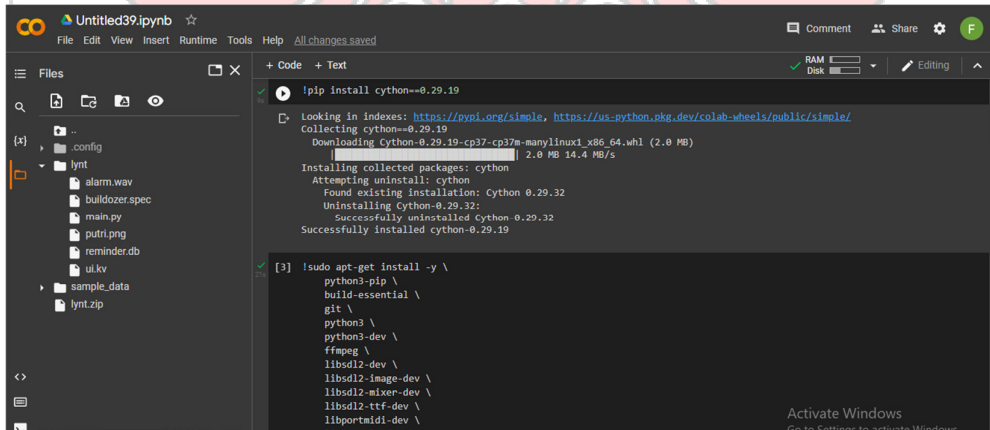 Untitled39.ipynb
File Edit View Insert Runtime Tools Help All changes saved
Comment Share F
Files
+ Code + Text
RAM
Disk
Editing
{x}
..
.config
lynt
alarm.wav
buildozer.spec
main.py
putri.png
reminder.db
ui.kv
sample_data
lynt.zip
!pip install cython==0.29.19
Looking in indexes: https://pypi.org/simple, https://us-python.pkg.dev/colab-wheels/public/simple/
Collecting cython==0.29.19
Downloading Cython-0.29.19-cp37-cp37m-manylinux1_x86_64.whl (2.0 MB)
2.0 MB 14.4 MB/s
Installing collected packages: cython
Attempting uninstall: cython
Found existing installation: Cython 0.29.32
Uninstalling Cython-0.29.32:
Successfully uninstalled Cython-0.29.32
Successfully installed cython-0.29.19
[3] !sudo apt-get install -y \
python3-pip \
build-essential \
git \
python3 \
python3-dev \
ffmpeg \
libsdl2-dev \
libsdl2-image-dev \
libsdl2-mixer-dev \
libsdl2-ttf-dev \
libportmidi-dev \
Activate Windows
Go to Settings to activate Windows.